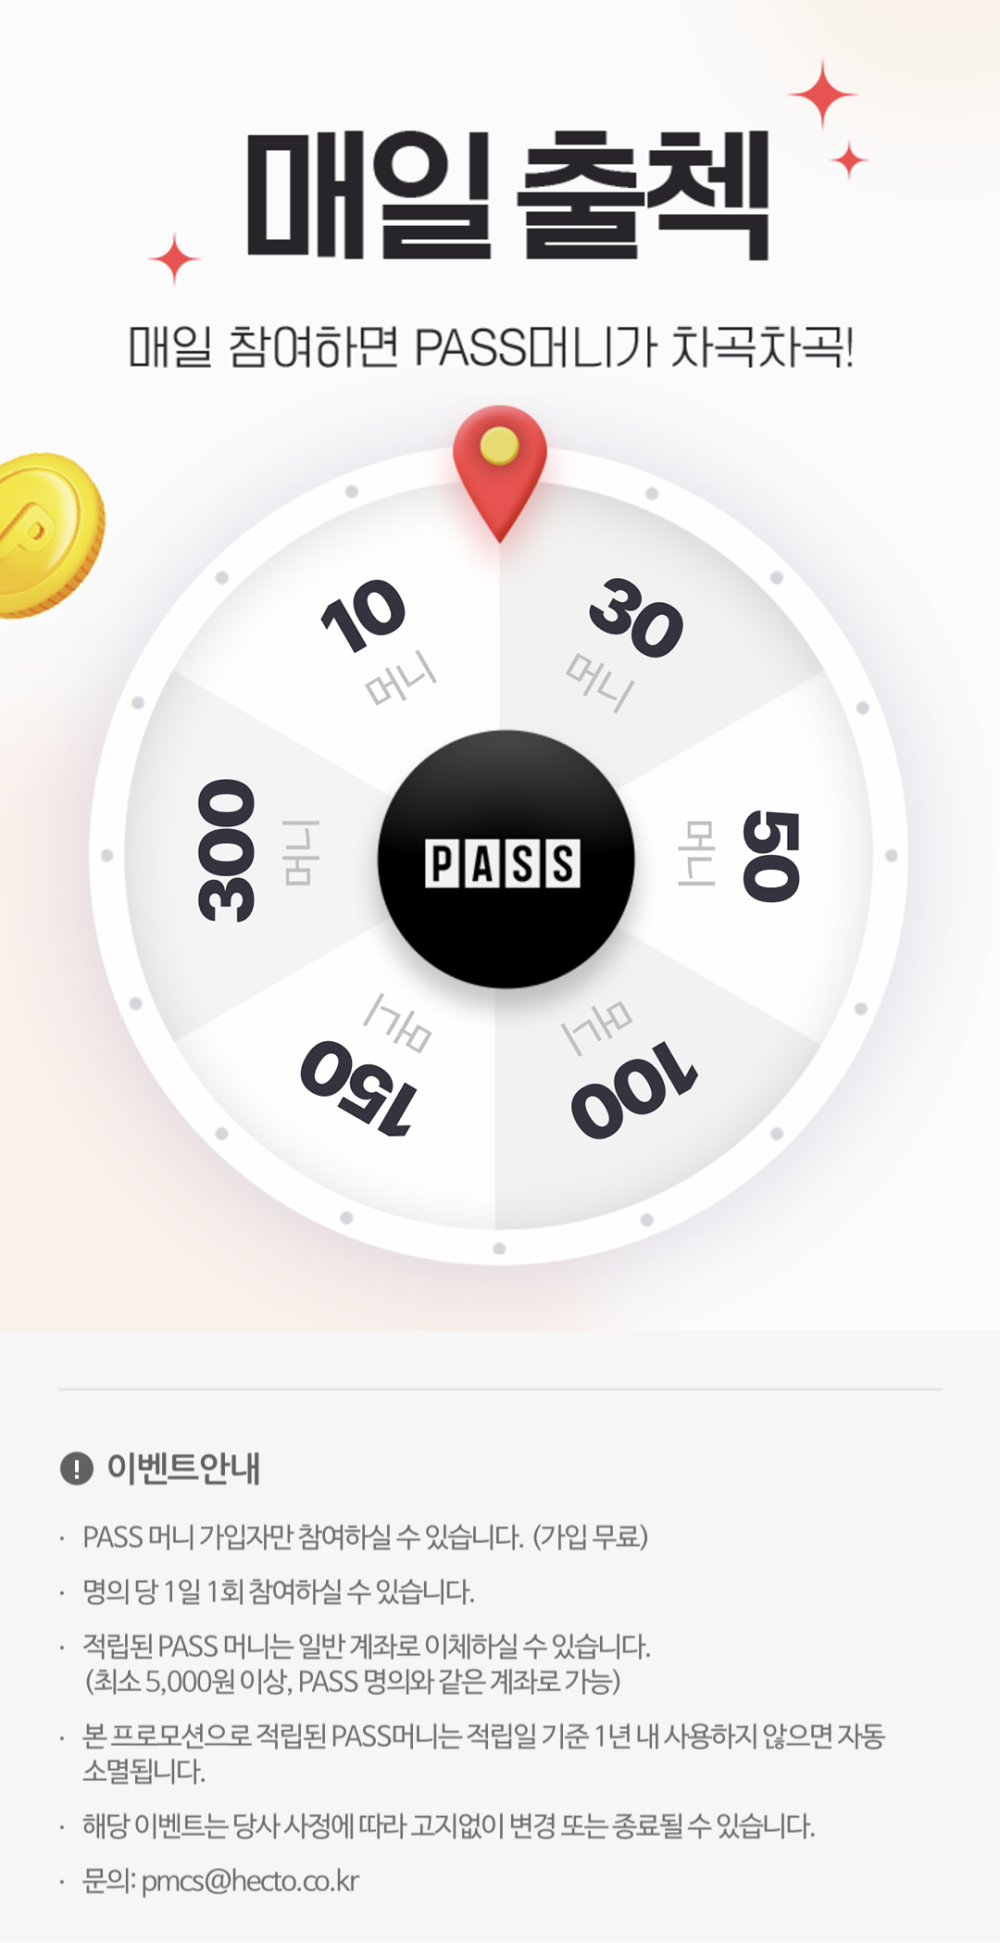 매일 출첵
매일 참여하면 PASS머니가 차곡차곡!
P
10
머니
30
머니
300
머니
PASS
머니
50
머니
150
머니
100
이벤트안내
· PASS 머니 가입자만 참여하실 수 있습니다. (가입 무료)
· 명의 당 1일 1회 참여하실 수 있습니다.
· 적립된 PASS 머니는 일반 계좌로 이체하실 수 있습니다.
(최소 5,000원 이상, PASS 명의와 같은 계좌로 가능)
· 본 프로모션으로 적립된 PASS머니는 적립일 기준 1년 내 사용하지 않으면 자동
소멸됩니다.
· 해당 이벤트는 당사 사정에 따라 고지없이 변경 또는 종료될 수 있습니다.
· 문의: pmcs@hecto.co.kr